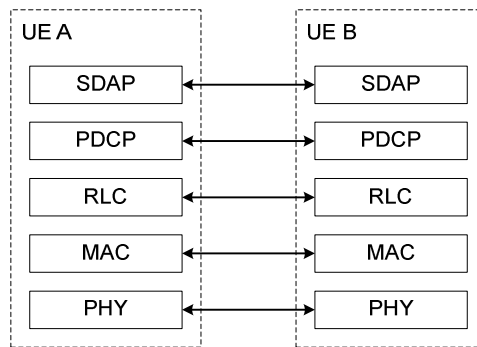 UE A UE B
SDAP SDAP
PDCP PDCP
RLC RLC
MAC MAC
PHY PHY